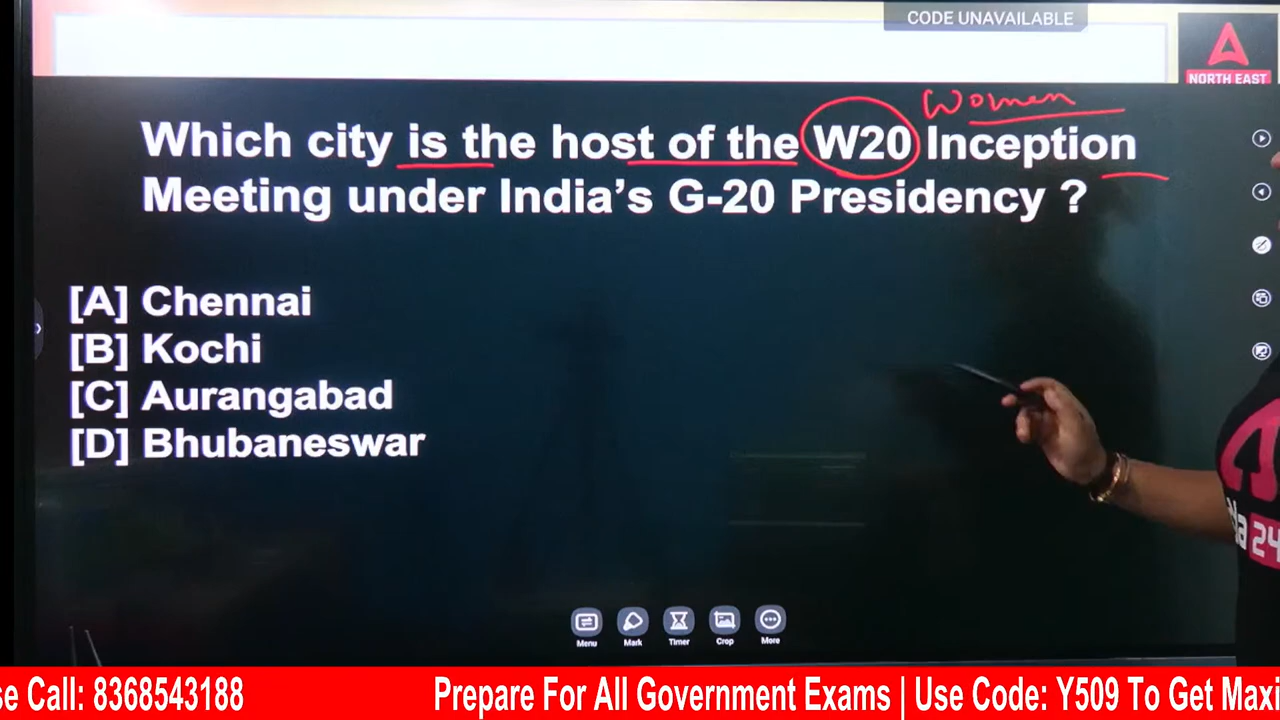 CODE UNAVAILABLE
NORTH EAST
Women
Which city is the host of the W20 Inception
Meeting under India’s G-20 Presidency ?
[A] Chennai
[B] Kochi
[C] Aurangabad
[D] Bhubaneswar
24
Menu Mark Timer Crop More
se Call: 8368543188 Prepare For All Government Exams | Use Code: Y509 To Get Maxi